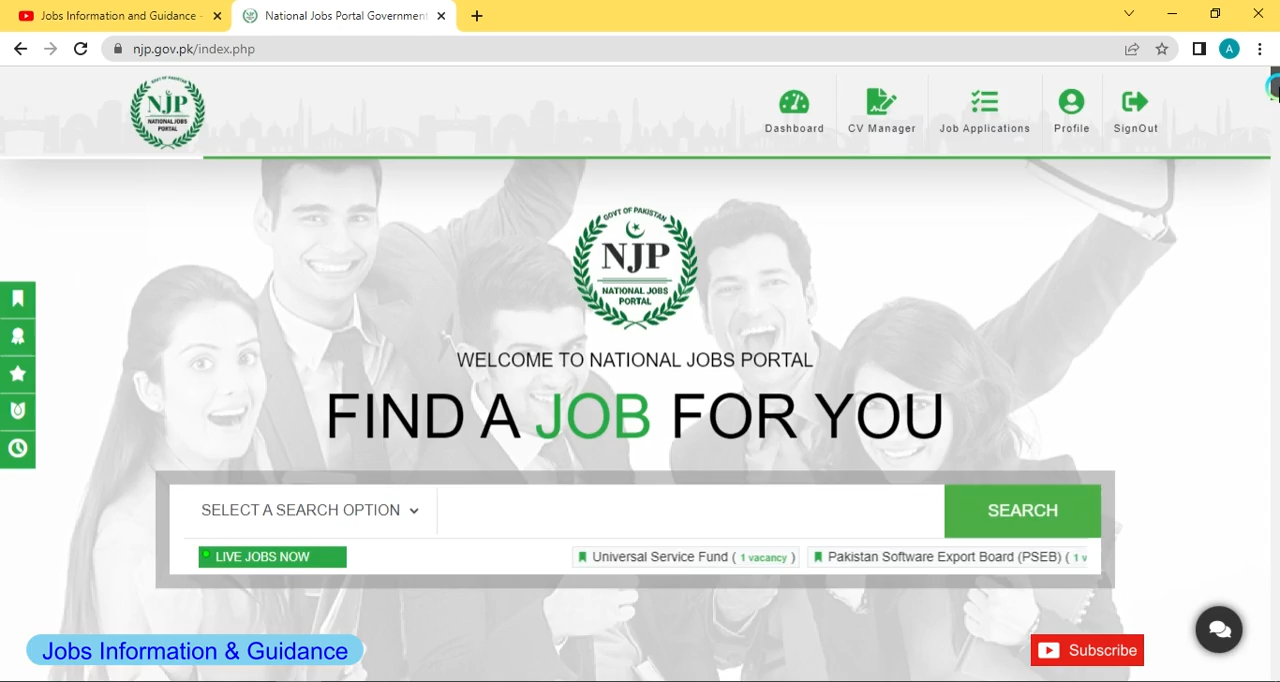 Jobs Information and Guidance -
National Jobs Portal Government
njp.gov.pk/index.php
A
NJP
NATIONAL JOBS
PORTAL
Dashboard
CV Manager
Job Applications
Profile
SignOut
GOVT OF PAKISTAN
NJP
NATIONAL JOBS
PORTAL
WELCOME TO NATIONAL JOBS PORTAL
FIND A JOB FOR YOU
SELECT A SEARCH OPTION
SEARCH
LIVE JOBS NOW
Universal Service Fund ( 1 vacancy )
Pakistan Software Export Board (PSEB) ( 1 v
Jobs Information & Guidance
Subscribe